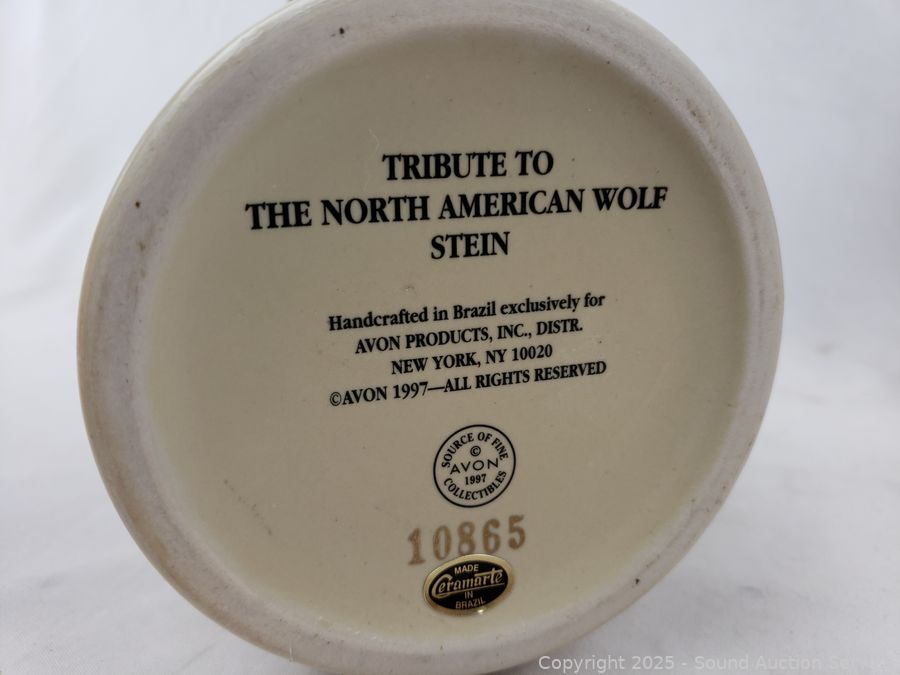 TRIBUTE TO
THE NORTH AMERICAN WOLF
STEIN
Handcrafted in Brazil exclusively for
AVON PRODUCTS, INC., DISTR.
NEW YORK, NY 10020
©AVON 1997—ALL RIGHTS RESERVED
SOURCE OF FINE
©
AVON
1997
COLLECTIBLES
10865
MADE
Ceramarte
IN
BRAZIL
Copyright 2025 - Sound Auction